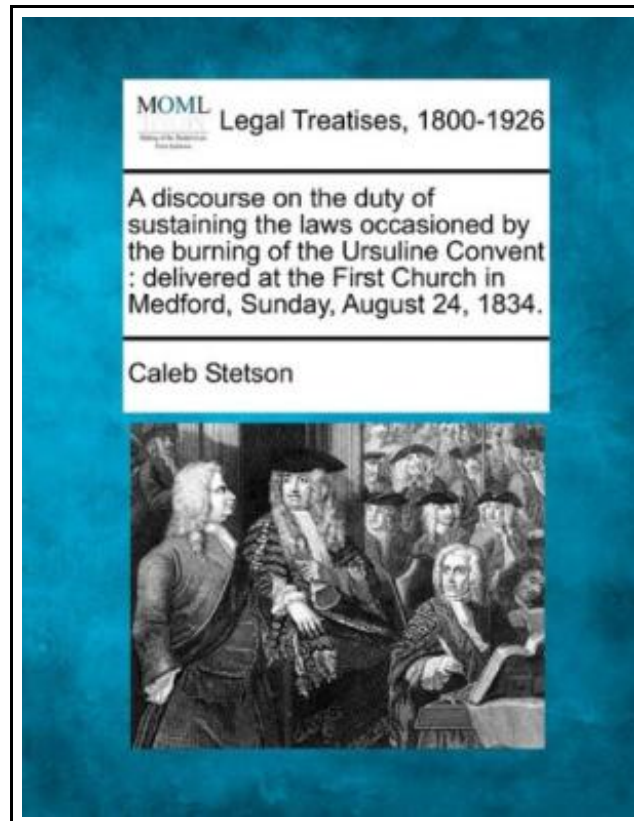 MOML
Legal Treatises, 1800-1926
A discourse on the duty of
sustaining the laws occasioned by
the burning of the Ursuline Convent
: delivered at the First Church in
Medford, Sunday, August 24, 1834.
Caleb Stetson